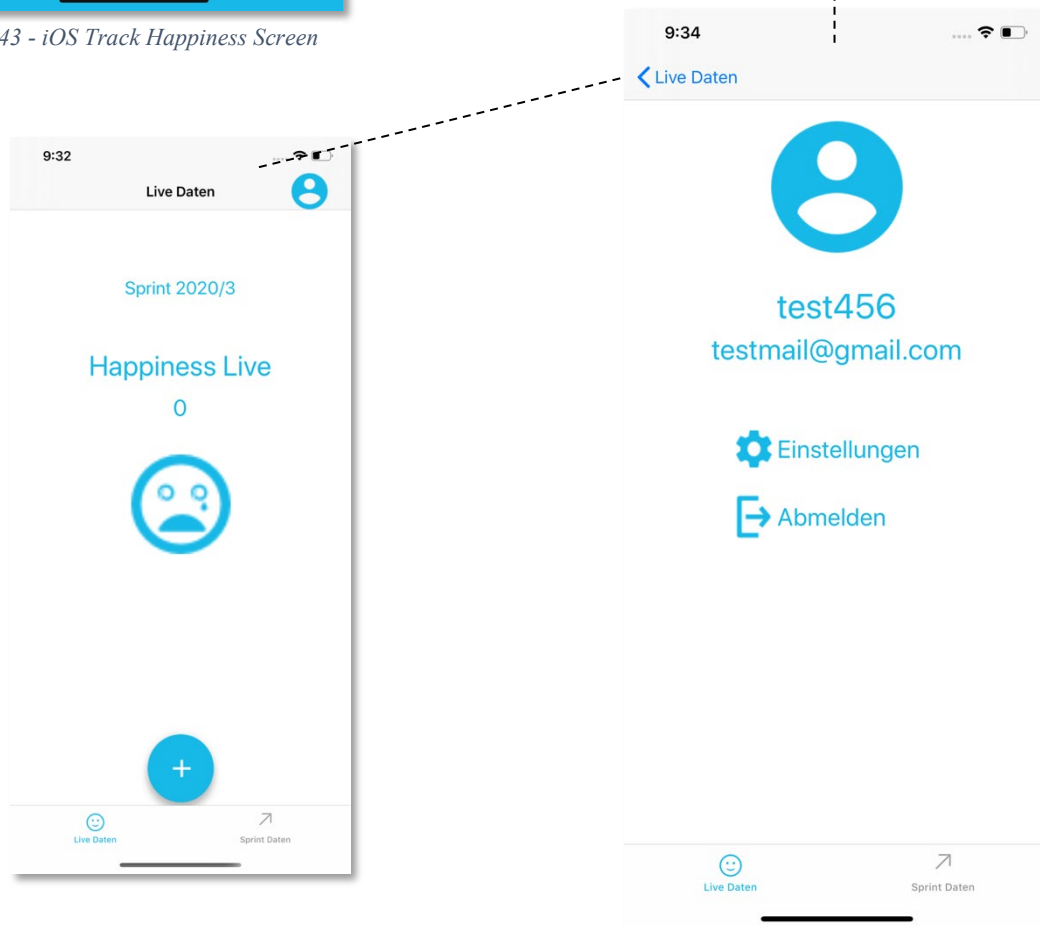 43 - iOS Track Happiness Screen
9:32
Live Daten
Sprint 2020/3
Happiness Live
0
+
Live Daten
Sprint Daten
9:34
Live Daten
test456
testmail@gmail.com
Einstellungen
Abmelden
Live Daten
Sprint Daten